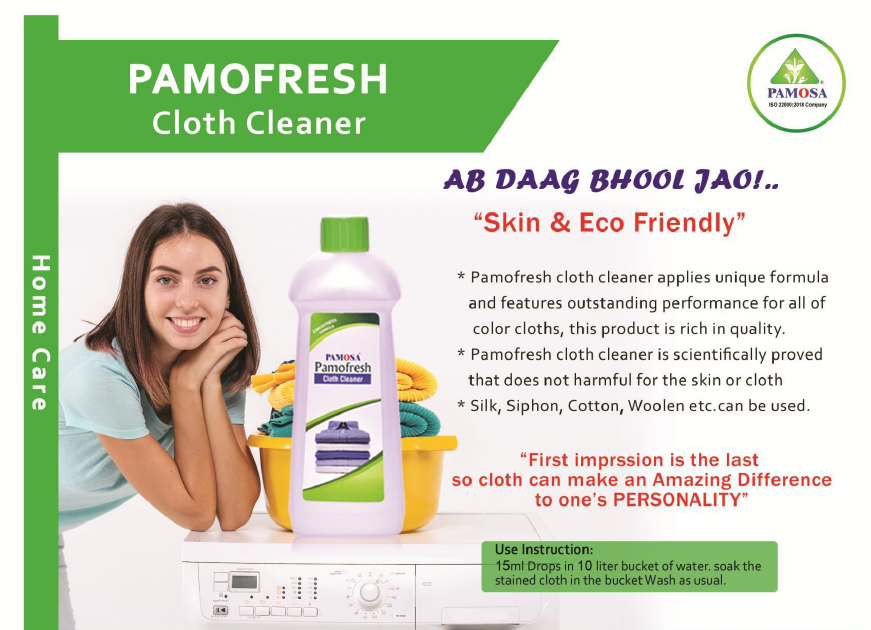 PAMOFRESH
Cloth Cleaner
PAMOSA
ISO 22000:2018 Company
Home Care
AB DAAG BHOOL JAO!..
“Skin & Eco Friendly”
* Pamofresh cloth cleaner applies unique formula
and features outstanding performance for all of
color cloths, this product is rich in quality.
* Pamofresh cloth cleaner is scientifically proved
that does not harmful for the skin or cloth
* Silk, Siphon, Cotton, Woolen etc.can be used.
PAMOSA
Pamofresh
Cloth Cleaner
“First imprssion is the last
so cloth can make an Amazing Difference
to one’s PERSONALITY”
Use Instruction:
15ml Drops in 10 liter bucket of water. soak the
stained cloth in the bucket Wash as usual.